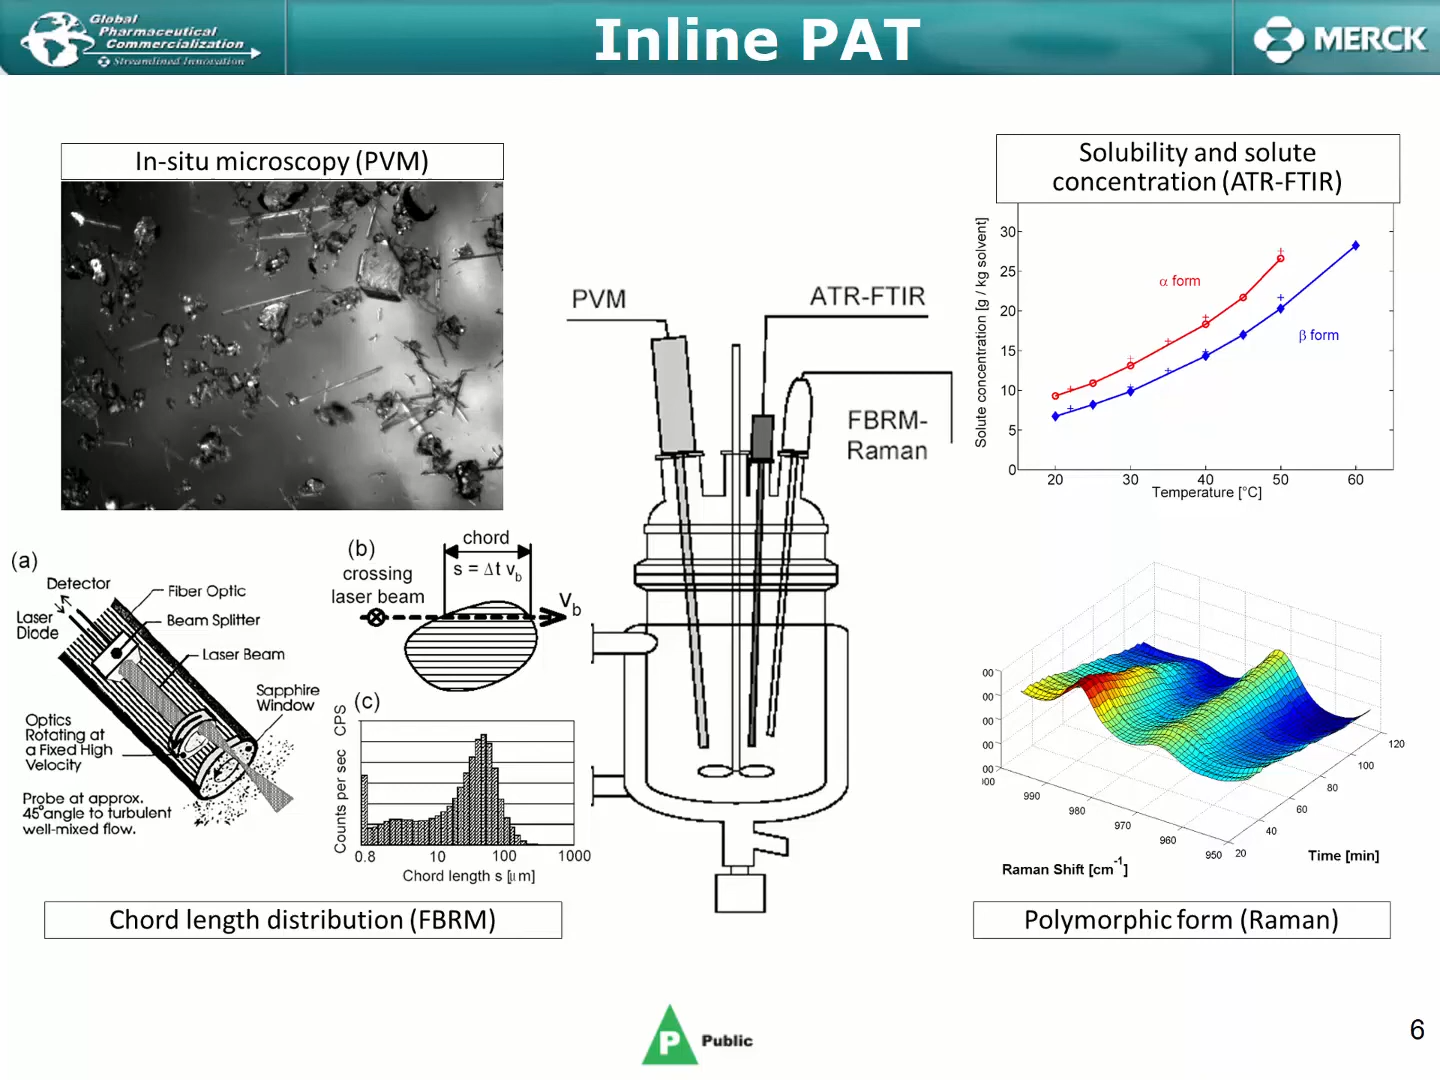 Global
Pharmaceutical
Commercialization
Streamlined Innovation
Inline PAT
MERCK
In-situ microscopy (PVM)
Solubility and solute
concentration (ATR-FTIR)
PVM
ATR-FTIR
FBRM-
Raman
Solute concentration [g / kg solvent]
30
25
20
15
10
5
0
α form
β form
20
30
40
50
60
Temperature [°C]
(a)
Detector
Laser
Diode
Fiber Optic
Beam Splitter
Laser Beam
Sapphire
Window
Optics
Rotating at
a Fixed High
Velocity
Probe at approx.
45° angle to turbulent
well-mixed flow.
(b)
chord
s = Δt v_b
crossing
laser beam
v_b
(c)
Counts per sec CPS
0.8
10
100
1000
Chord length s [μm]
00
00
00
00
00
000
990
980
970
960
950
20
40
60
80
100
120
Raman Shift [cm⁻¹]
Time [min]
Chord length distribution (FBRM)
Polymorphic form (Raman)
P
Public
6